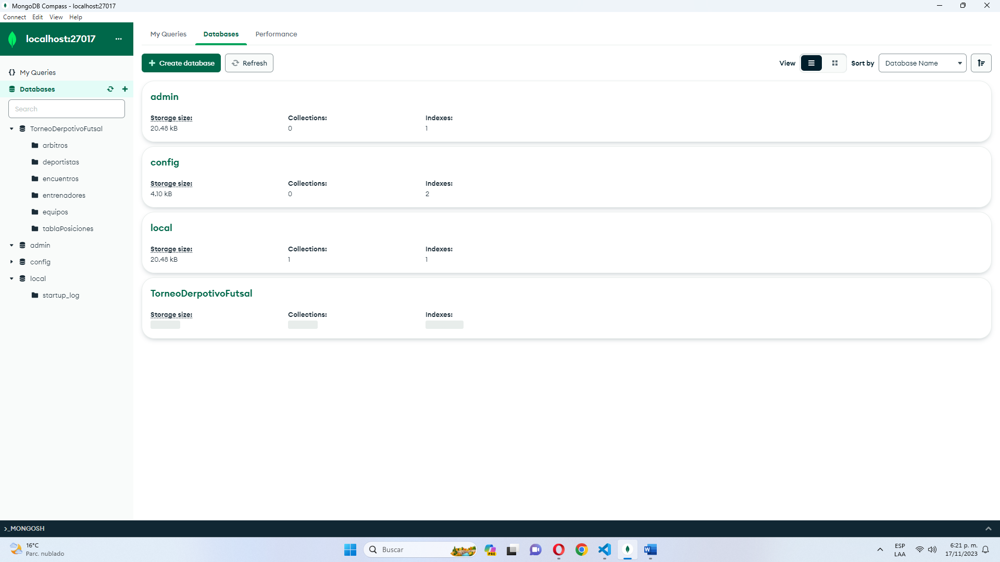 MongoDB Compass - localhost:27017
Connect Edit View Help
localhost:27017 ...
My Queries
Databases
Search
TorneoDerpotivoFutsal
arbitros
deportistas
encuentros
entrenadores
equipos
tablaPosiciones
admin
config
local
startup_log
My Queries Databases Performance
Create database Refresh View Sort by Database Name
admin
Storage size: Collections: Indexes:
20.48 kB 0 1
config
Storage size: Collections: Indexes:
4.10 kB 0 2
local
Storage size: Collections: Indexes:
20.48 kB 1 1
TorneoDerpotivoFutsal
Storage size: Collections: Indexes:
>_MONGOSH
16°C
Parc. nublado
Buscar
PRE
ESP
LAA
6:21 p. m.
17/11/2023